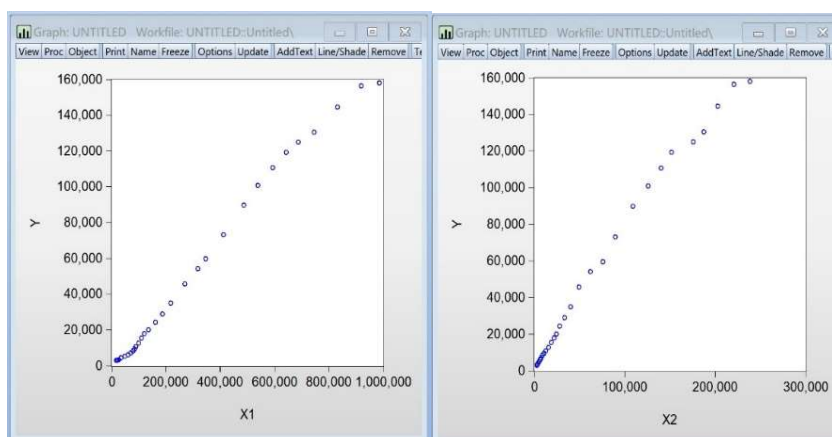 Graph: UNTITLED Workfile: UNTITLED::Untitled\
View Proc Object Print Name Freeze Options Update AddText Line/Shade Remove
160,000
140,000
120,000
100,000
80,000
60,000
40,000
20,000
0
Y
0 200,000 400,000 600,000 800,000 1,000,000
X1
Graph: UNTITLED Workfile: UNTITLED::Untitled\
View Proc Object Print Name Freeze Options Update AddText Line/Shade Remove
160,000
140,000
120,000
100,000
80,000
60,000
40,000
20,000
0
Y
0 100,000 200,000 300,000
X2